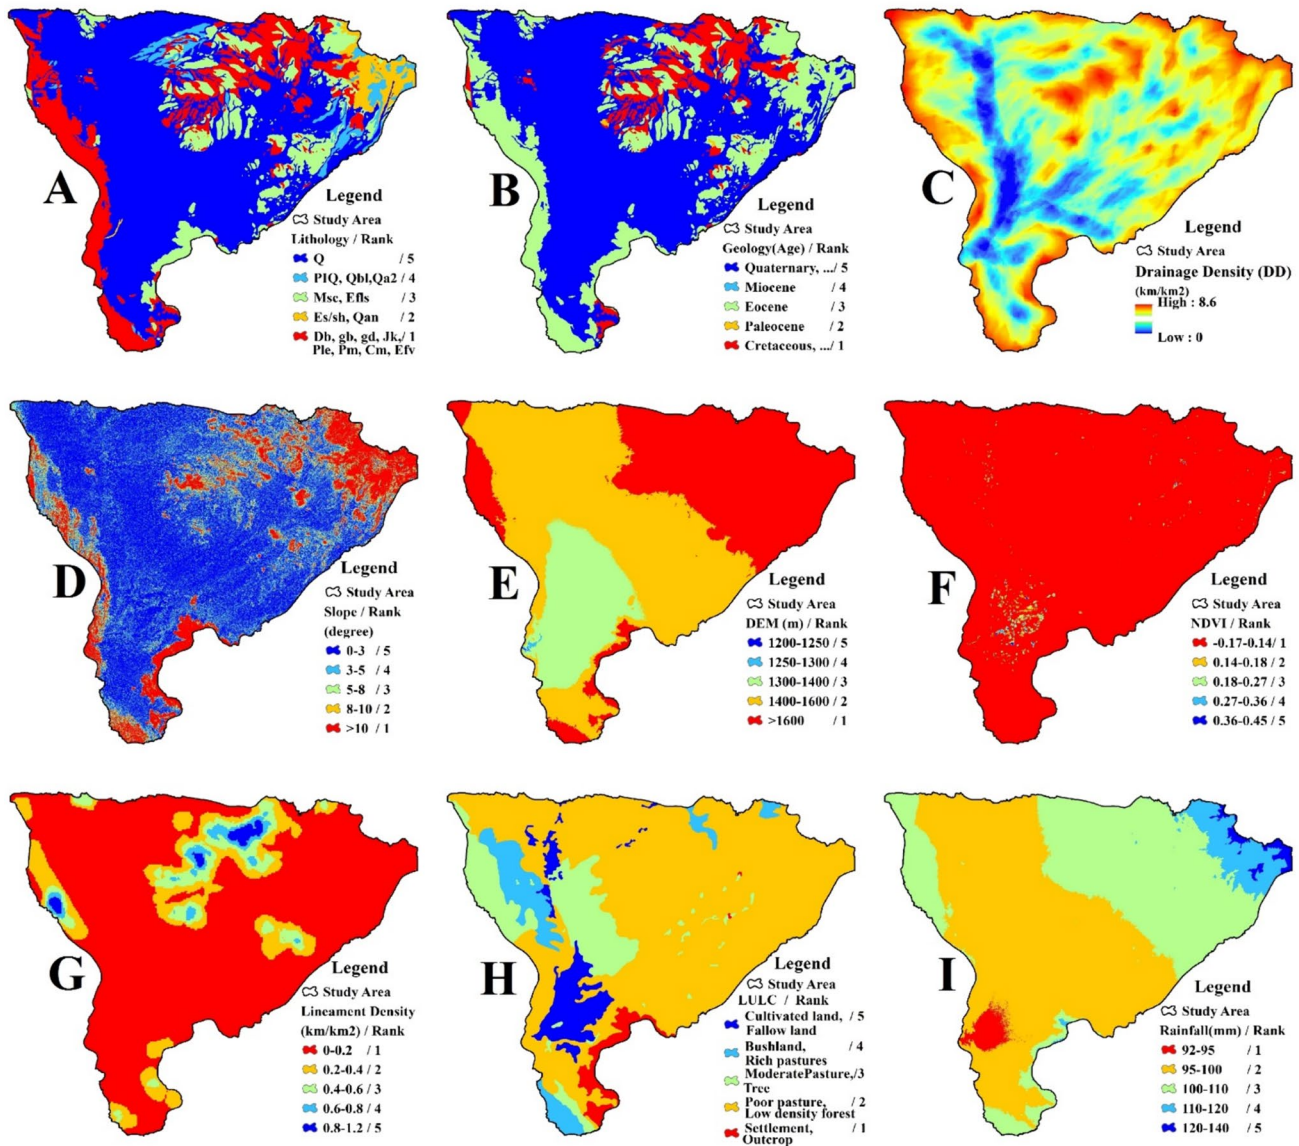 A
Legend
Study Area
Lithology / Rank
Q / 5
PIQ, Qbl,Qa2 / 4
Msc, Efls / 3
Es/sh, Qan / 2
Db, gb, gd, Jk,/ 1
Ple, Pm, Cm, Efv
B
Legend
Study Area
Geology(Age) / Rank
Quaternary, .../ 5
Miocene / 4
Eocene / 3
Paleocene / 2
Cretaceous, .../ 1
C
Legend
Study Area
Drainage Density (DD)
(km/km2)
High : 8.6
Low : 0
D
Legend
Study Area
Slope / Rank
(degree)
0-3 / 5
3-5 / 4
5-8 / 3
8-10 / 2
>10 / 1
E
Legend
Study Area
DEM (m) / Rank
1200-1250 / 5
1250-1300 / 4
1300-1400 / 3
1400-1600 / 2
>1600 / 1
F
Legend
Study Area
NDVI / Rank
-0.17-0.14/ 1
0.14-0.18 / 2
0.18-0.27 / 3
0.27-0.36 / 4
0.36-0.45/ 5
G
Legend
Study Area
Lineament Density
(km/km2) / Rank
0-0.2 / 1
0.2-0.4 / 2
0.4-0.6 / 3
0.6-0.8 / 4
0.8-1.2 / 5
H
Legend
Study Area
LULC / Rank
Cultivated land, / 5
Fallow land
Bushland, / 4
Rich pastures
ModeratePasture,/3
Tree
Poor pasture, / 2
Low density forest
Settlement, / 1
Outcrop
I
Legend
Study Area
Rainfall(mm) / Rank
92-95 / 1
95-100 / 2
100-110 / 3
110-120 / 4
120-140 / 5